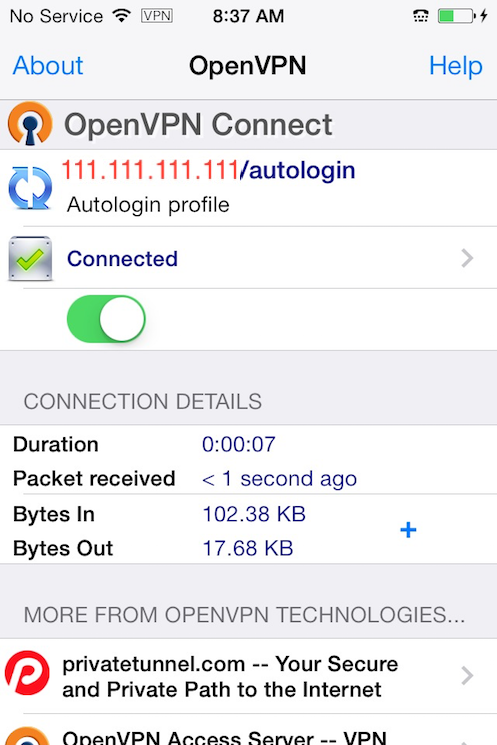 No Service VPN 8:37 AM
About OpenVPN Help
OpenVPN Connect
111.111.111.111/autologin
Autologin profile
Connected
CONNECTION DETAILS
Duration 0:00:07
Packet received < 1 second ago
Bytes In 102.38 KB
+
Bytes Out 17.68 KB
MORE FROM OPENVPN TECHNOLOGIES...
privatetunnel.com -- Your Secure
and Private Path to the Internet
OpenVPN Access Server -- VPN